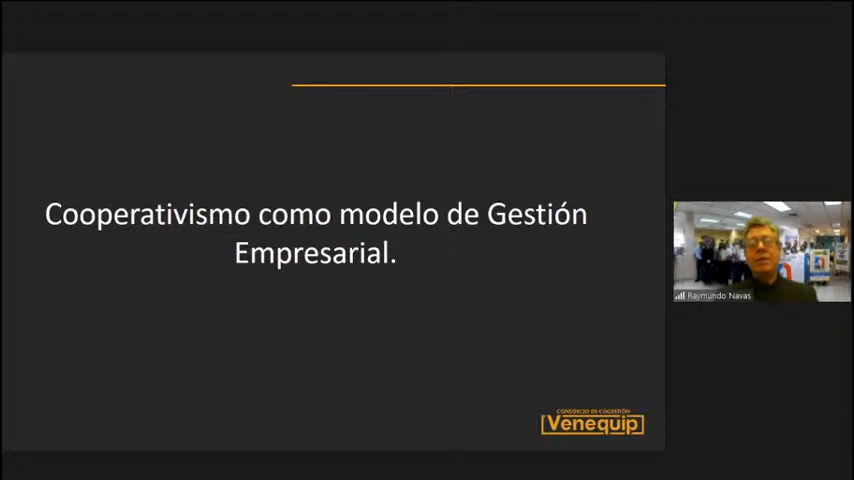 Cooperativismo como modelo de Gestión
Empresarial.
Raymundo Navas
CONSORCIO DE COGESTIÓN
Venequip